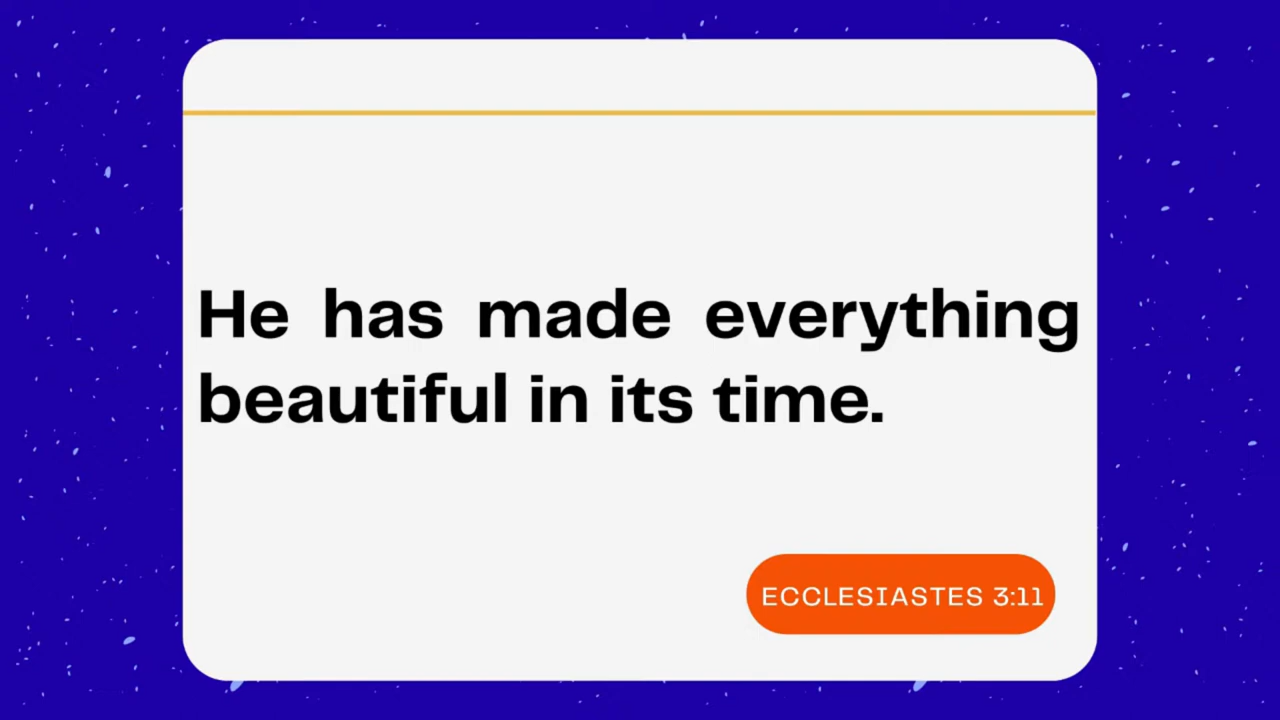 He has made everything
beautiful in its time.
ECCLESIASTES 3:11